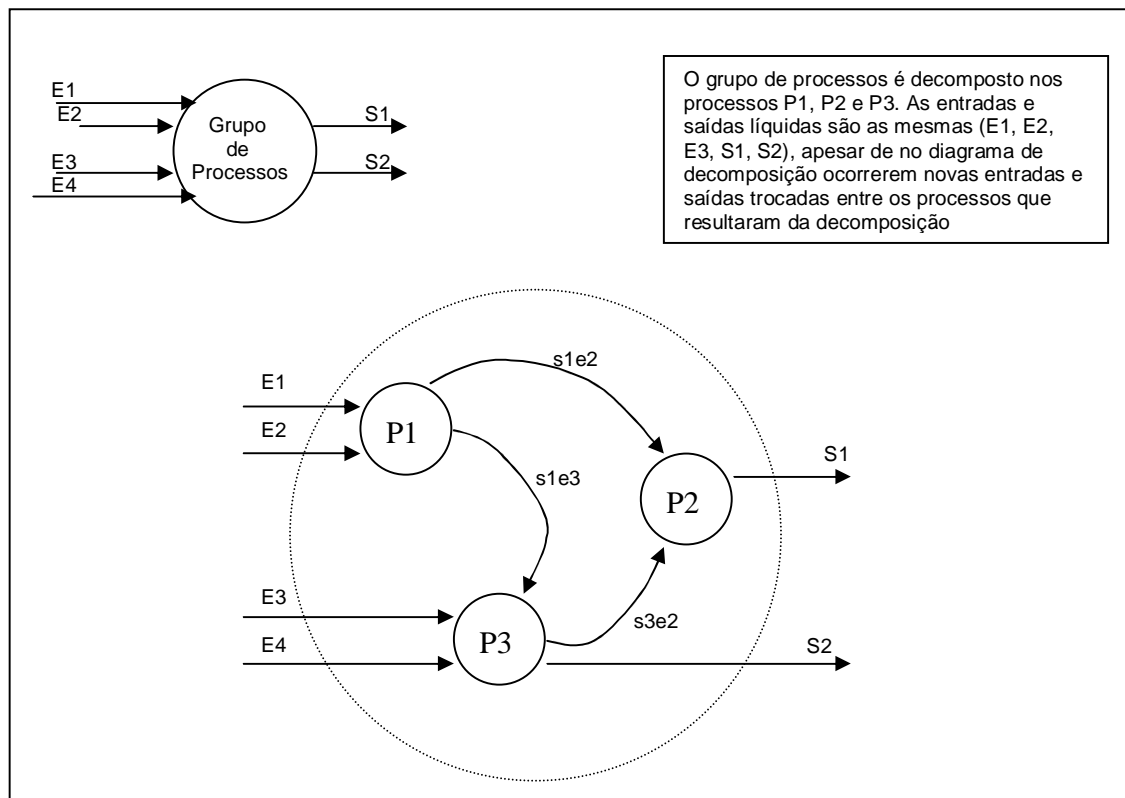 E1
E2
E3
E4
Grupo
de
Processos
S1
S2
O grupo de processos é decomposto nos
processos P1, P2 e P3. As entradas e
saídas líquidas são as mesmas (E1, E2,
E3, S1, S2), apesar de no diagrama de
decomposição ocorrerem novas entradas e
saídas trocadas entre os processos que
resultaram da decomposição
s1e2
E1
P1
E2
s1e3
S1
P2
E3
s3e2
P3
E4
S2